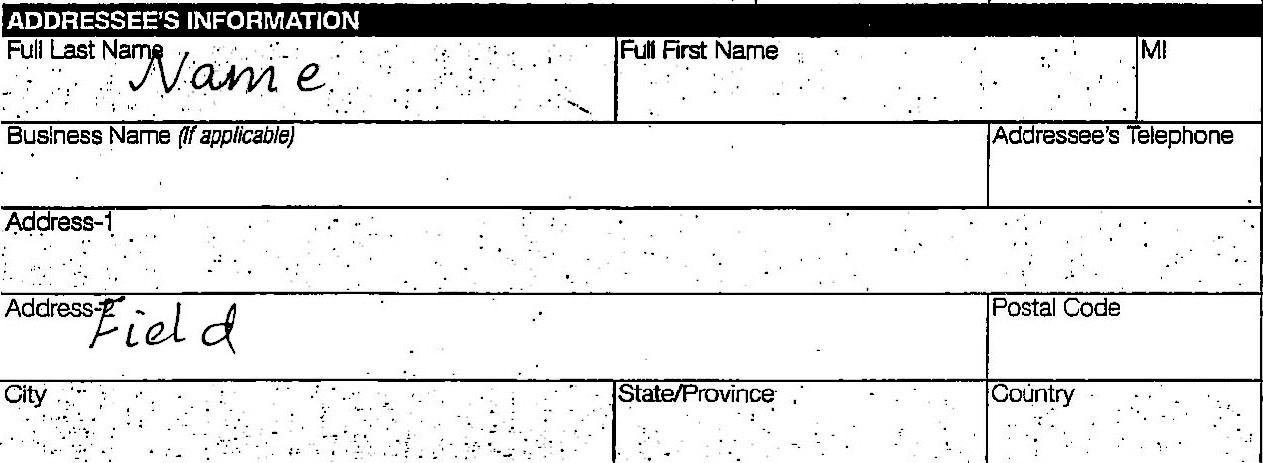 ADDRESSEE'S INFORMATION
Full Last Name Full First Name MI
Name
Business Name (If applicable) Addressee's Telephone
Address-1
Address-2 Postal Code
Field
City State/Province Country